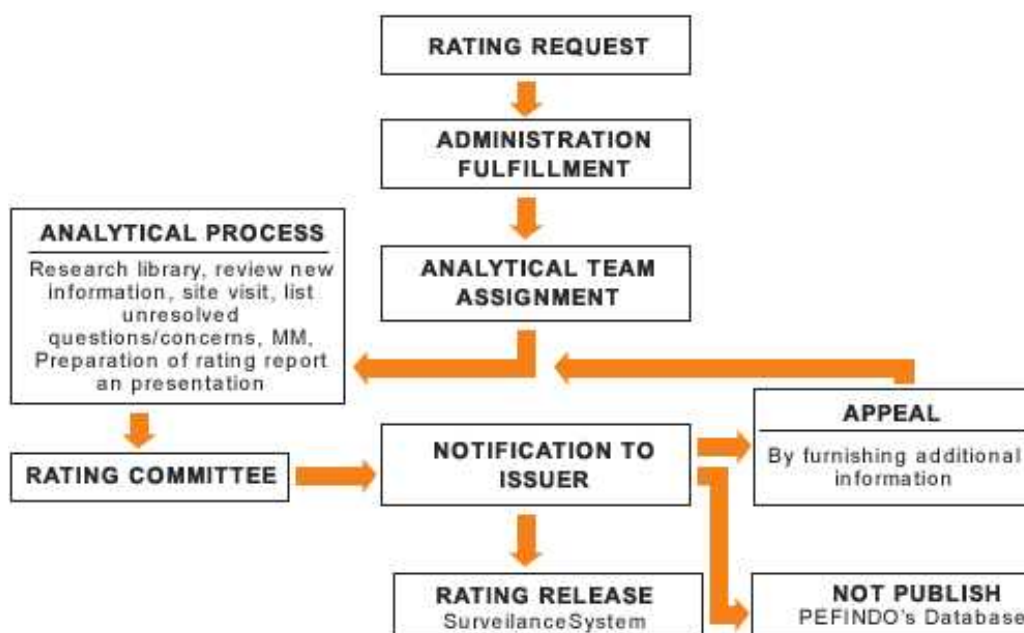 RATING REQUEST
ADMINISTRATION
FULFILLMENT
ANALYTICAL TEAM
ASSIGNMENT
ANALYTICAL PROCESS
Research library, review new
information, site visit, list
unresolved
questions/concerns, MM,
Preparation of rating report
an presentation
RATING COMMITTEE
NOTIFICATION TO
ISSUER
APPEAL
By furnishing additional
information
RATING RELEASE
SurveilanceSystem
NOT PUBLISH
PEFINDO's Database